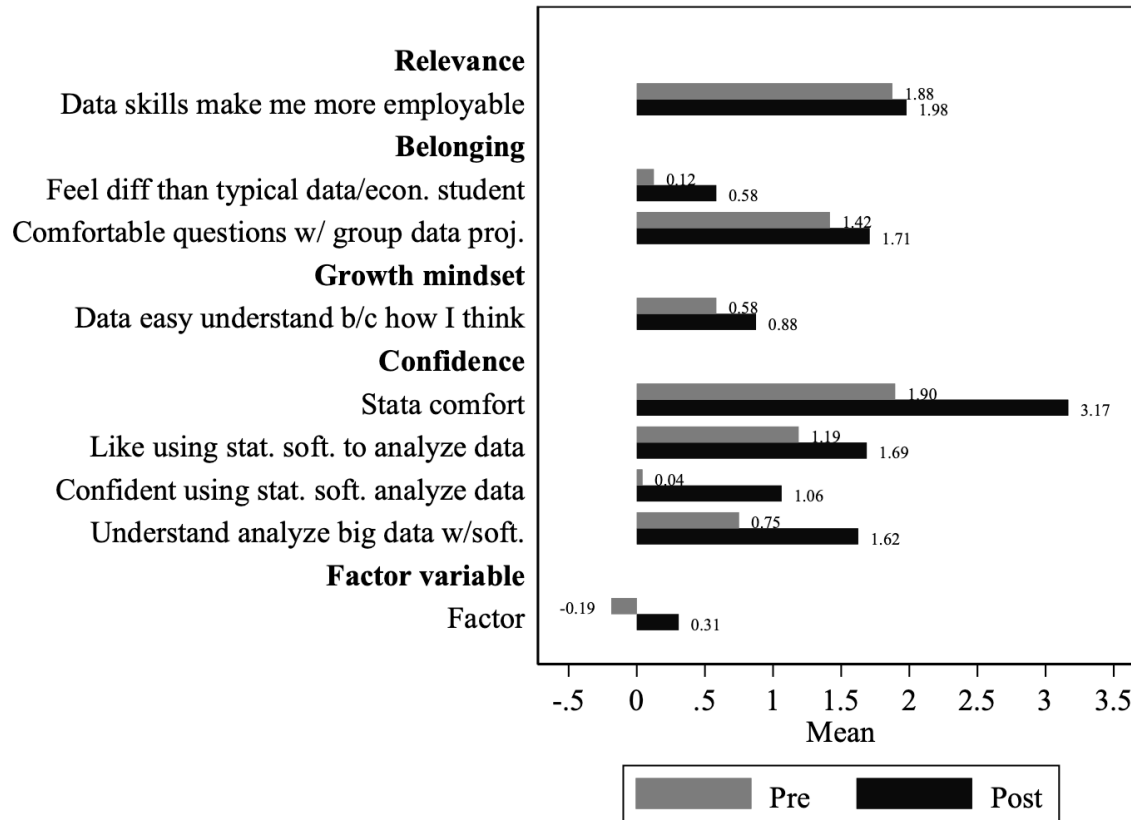 Relevance
Data skills make me more employable 1.88
1.98
Belonging
Feel diff than typical data/econ. student 0.12
0.58
Comfortable questions w/ group data proj. 1.42
1.71
Growth mindset
Data easy understand b/c how I think 0.58
0.88
Confidence
Stata comfort 1.90
3.17
Like using stat. soft. to analyze data 1.19
1.69
Confident using stat. soft. analyze data 0.04
1.06
Understand analyze big data w/soft. 0.75
1.62
Factor variable
Factor -0.19
0.31
-.5 0 .5 1 1.5 2 2.5 3 3.5
Mean
Pre Post